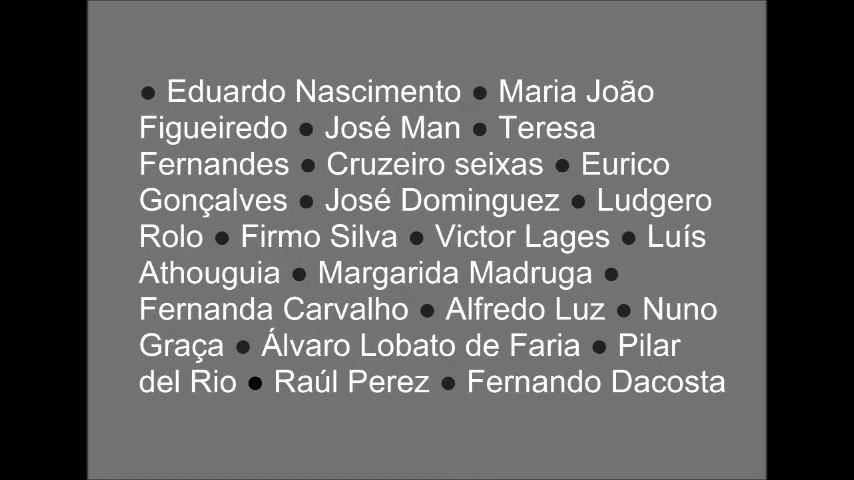 ● Eduardo Nascimento ● Maria João
Figueiredo ● José Man ● Teresa
Fernandes ● Cruzeiro seixas ● Eurico
Gonçalves ● José Dominguez ● Ludgero
Rolo ● Firmo Silva ● Victor Lages ● Luís
Athouguia ● Margarida Madruga ●
Fernanda Carvalho ● Alfredo Luz ● Nuno
Graça ● Álvaro Lobato de Faria ● Pilar
del Rio ● Raúl Perez ● Fernando Dacosta